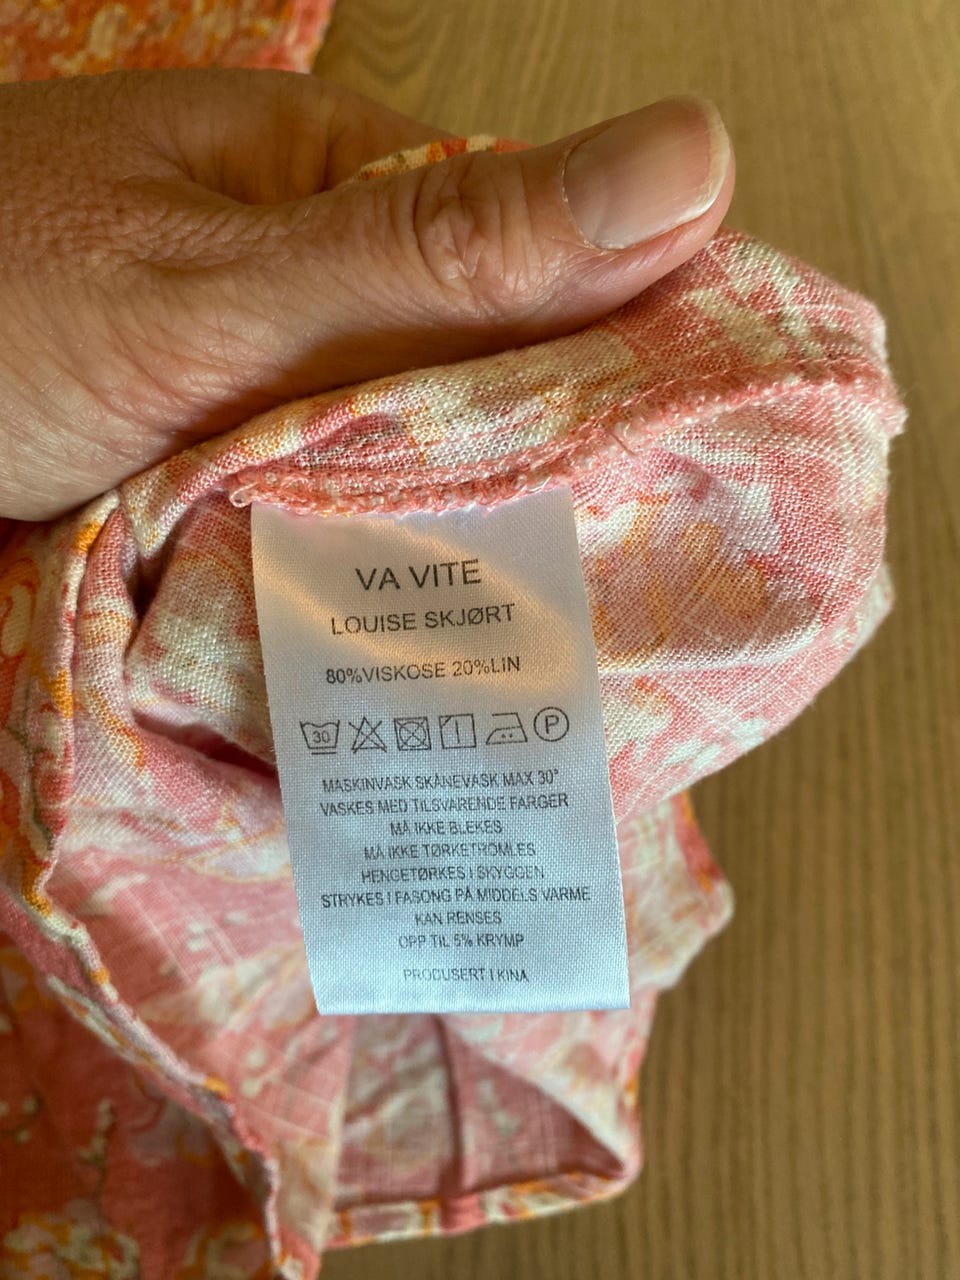 VA VITE
LOUISE SKJØRT
80%VISKOSE 20%LIN
30 P
MASKINVASK SKÅNEVASK MAX 30°
VASKES MED TILSVARENDE FARGER
MÅ IKKE BLEKES
MÅ IKKE TØRKETROMLES
HENGETØRKES I SKYGGEN
STRYKES I FASONG PÅ MIDDELS VARME
KAN RENSES
OPP TIL 5% KRYMP
PRODUSERT I KINA